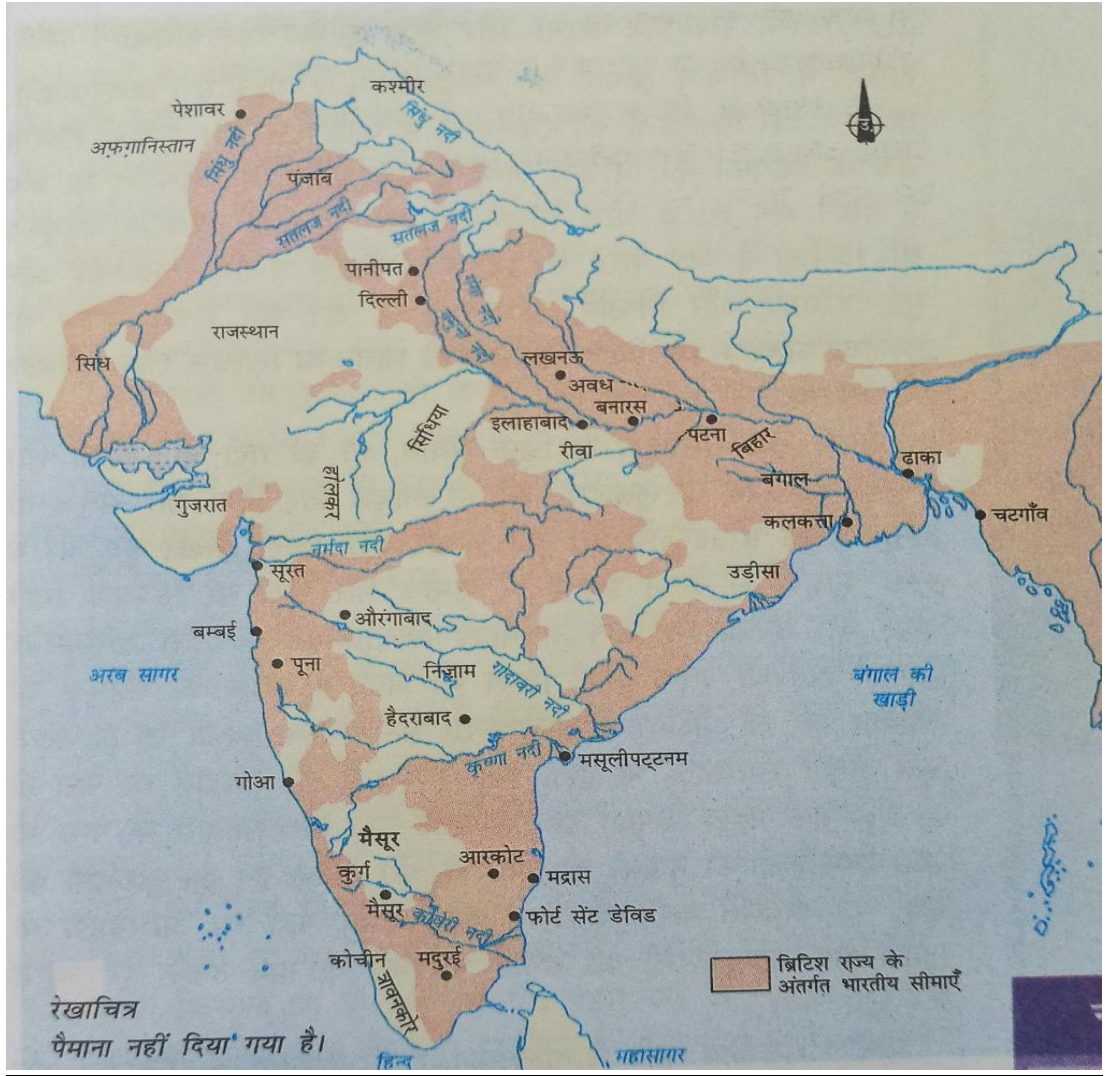 कश्मीर
सिंधु नदी
पेशावर
अफ़ग़ानिस्तान
सिंधु नदी
उ.
पंजाब
सतलज नदी
सतलज नदी
पानीपत
दिल्ली
राजस्थान
सिंध
लखनऊ
अवध
बनारस
इलाहाबाद
पटना
बिहार
रीवा
सिंधिया
होलकार
ढाका
बंगाल
गुजरात
कलकत्ता
चटगाँव
नर्मदा नदी
सूरत
उड़ीसा
औरंगाबाद
बम्बई
पूना
निज़ाम
गोदावरी नदी
अरब सागर
बंगाल की
खाड़ी
हैदराबाद
कृष्णा नदी
मसूलीपट्टनम
गोआ
मैसूर
कुर्ग
आरकोट
मद्रास
मैसूर
कावेरी नदी
फोर्ट सेंट डेविड
कोचीन
मदुरई
त्रावनकोर
ब्रिटिश राज्य के
अंतर्गत भारतीय सीमाएँ
रेखाचित्र
पैमाना नहीं दिया गया है।
हिन्द
महासागर